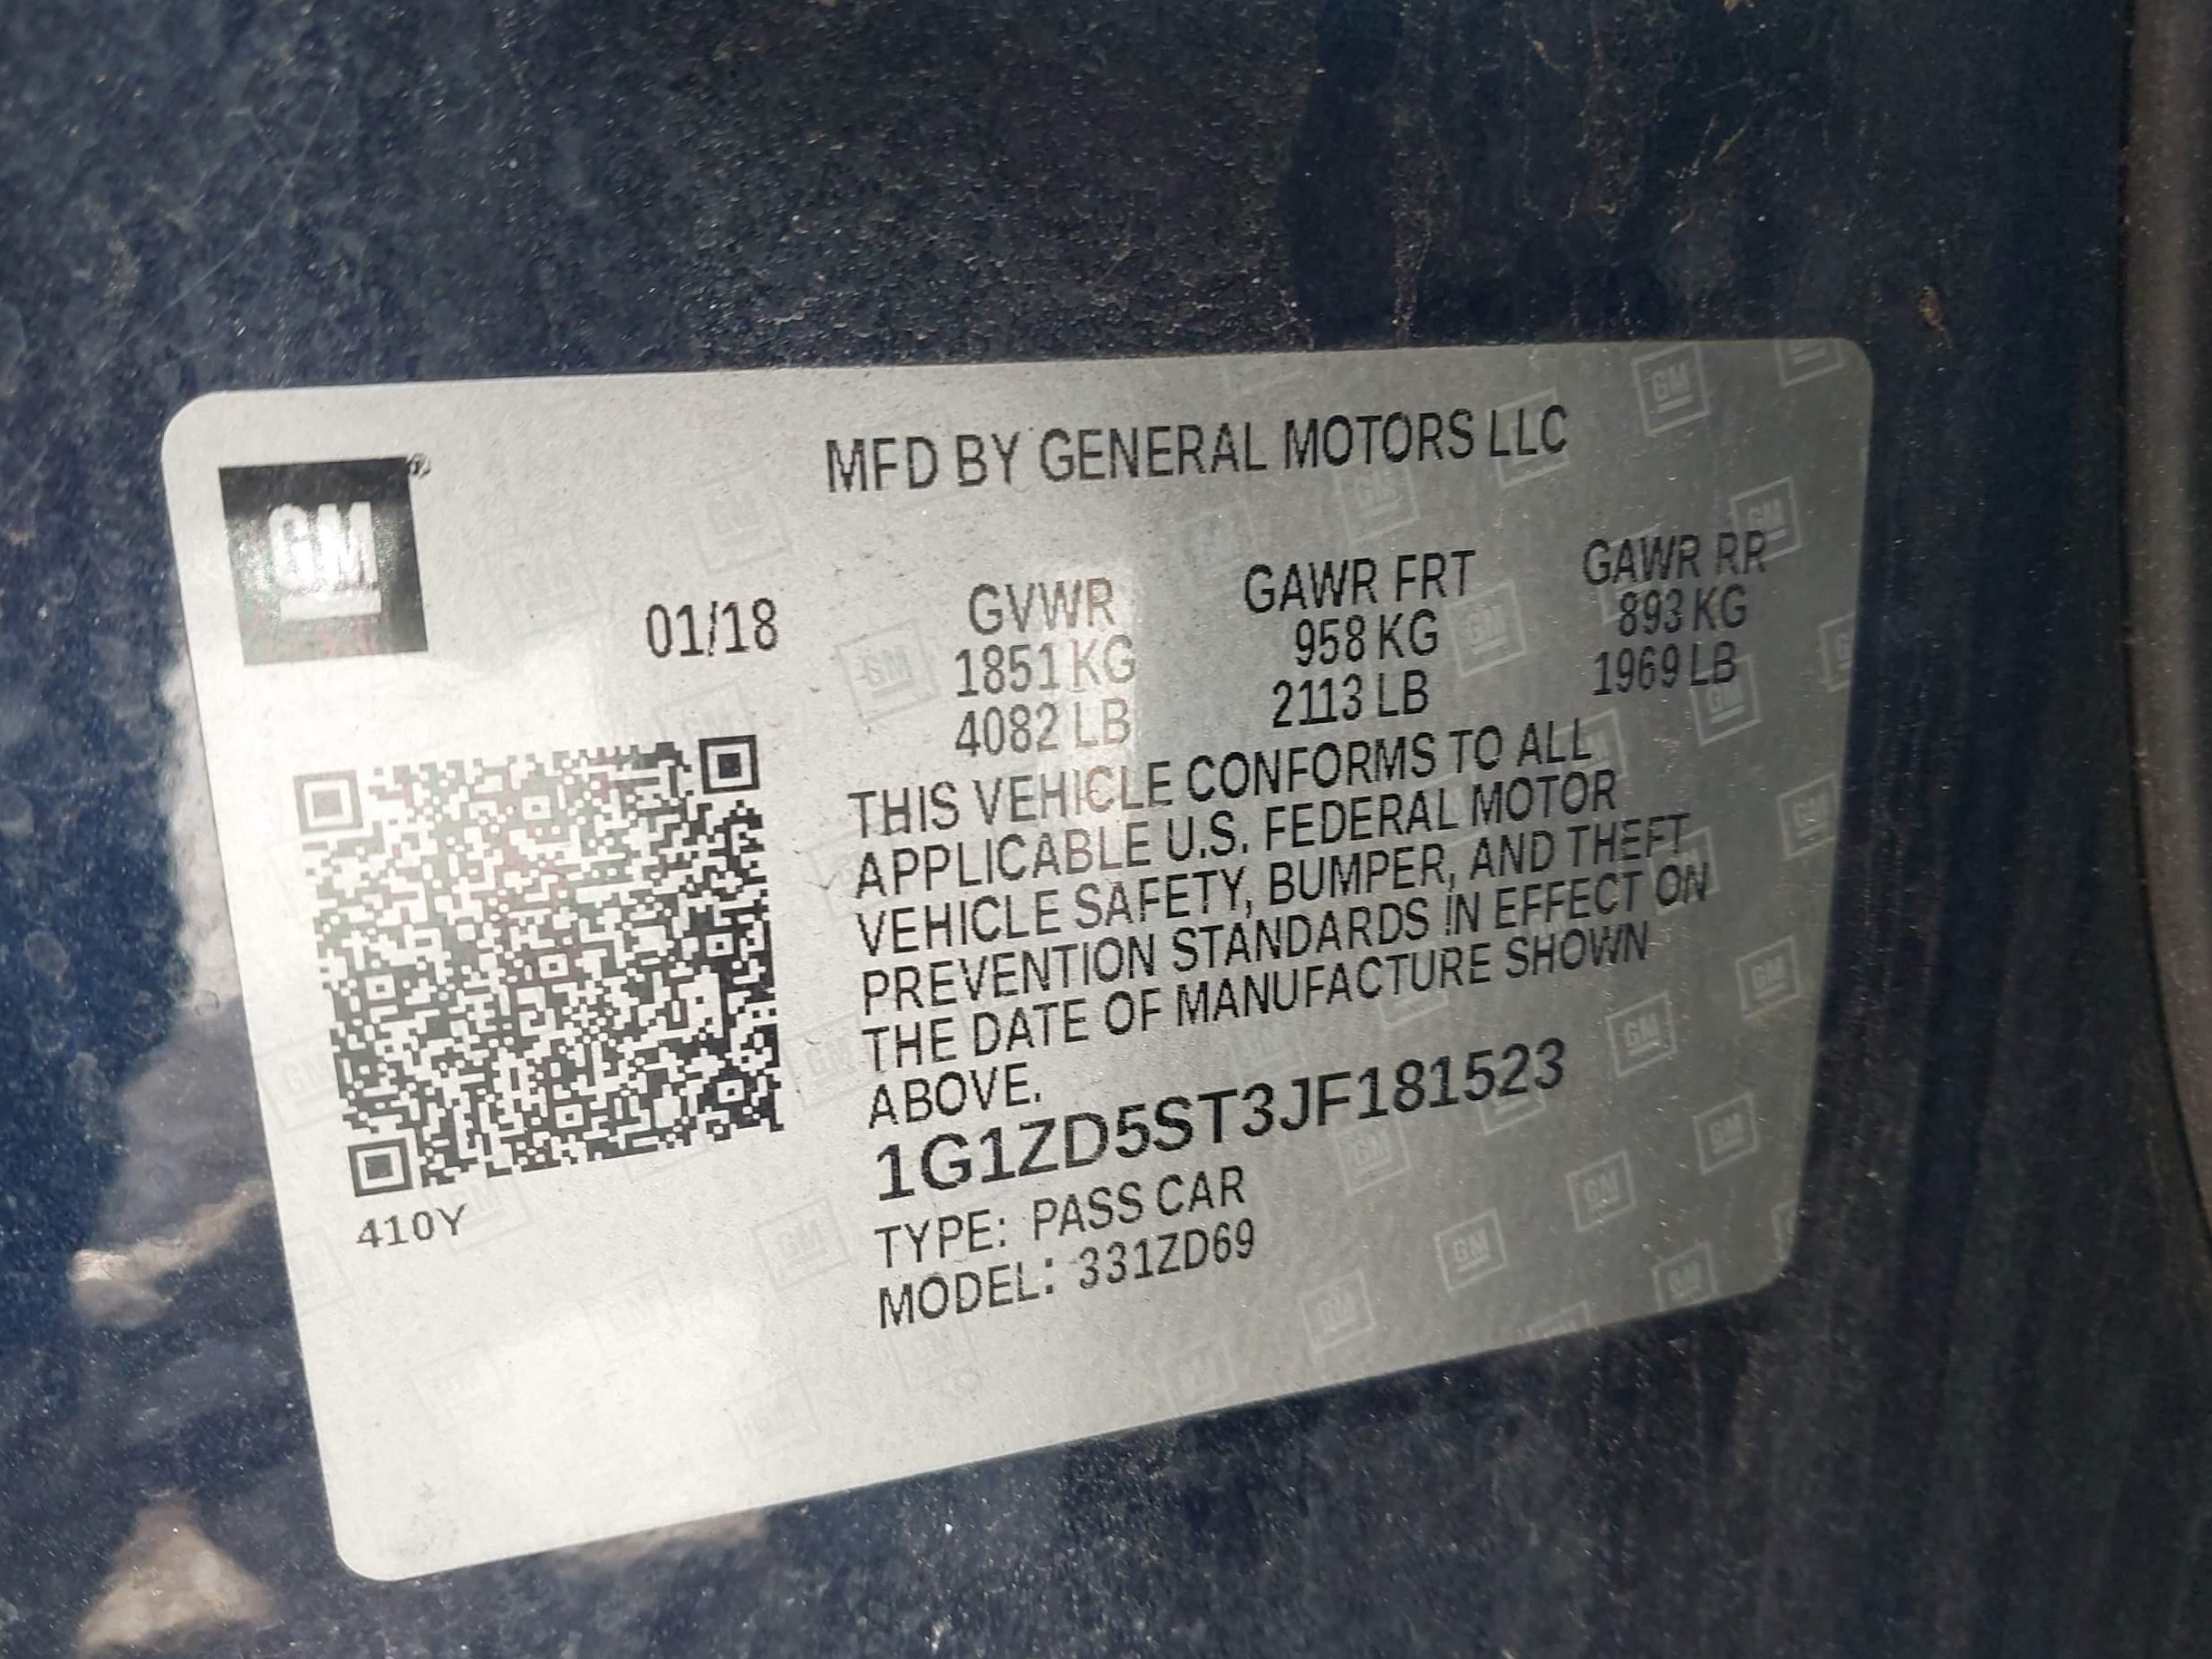 GM®
MFD BY GENERAL MOTORS LLC
01/18
GVWR GAWR FRT GAWR RR
1851 KG 958 KG 893 KG
4082 LB 2113 LB 1969 LB
THIS VEHICLE CONFORMS TO ALL
APPLICABLE U.S. FEDERAL MOTOR
VEHICLE SAFETY, BUMPER, AND THEFT
PREVENTION STANDARDS IN EFFECT ON
THE DATE OF MANUFACTURE SHOWN
ABOVE.
1G1ZD5ST3JF181523
TYPE: PASS CAR
MODEL: 331ZD69
410Y